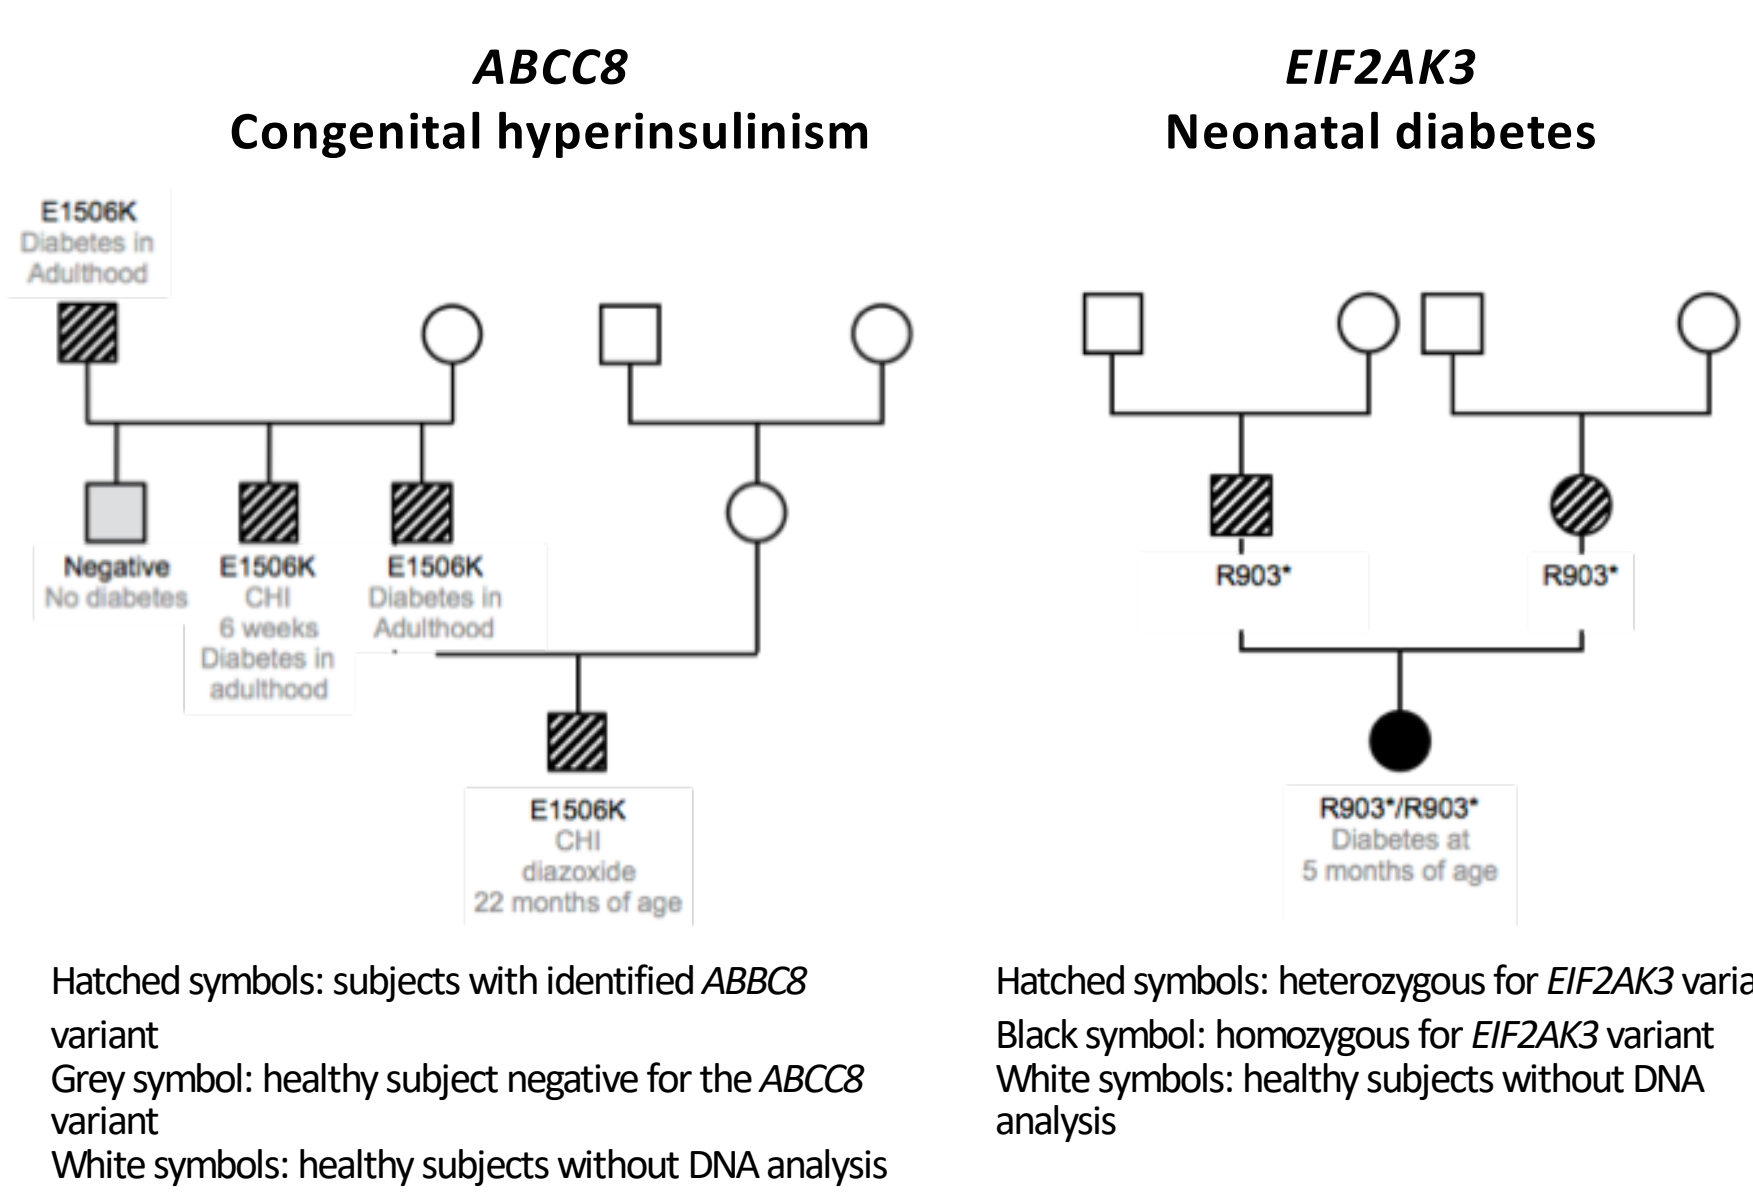 ABCC8
Congenital hyperinsulinism
E1506K
Diabetes in
Adulthood
Negative
No diabetes
E1506K
CHI
6 weeks
Diabetes in
adulthood
E1506K
Diabetes in
Adulthood
E1506K
CHI
diazoxide
22 months of age
Hatched symbols: subjects with identified ABBC8
variant
Grey symbol: healthy subject negative for the ABCC8
variant
White symbols: healthy subjects without DNA analysis
EIF2AK3
Neonatal diabetes
R903*
R903*
R903*/R903*
Diabetes at
5 months of age
Hatched symbols: heterozygous for EIF2AK3 varia
Black symbol: homozygous for EIF2AK3 variant
White symbols: healthy subjects without DNA
analysis